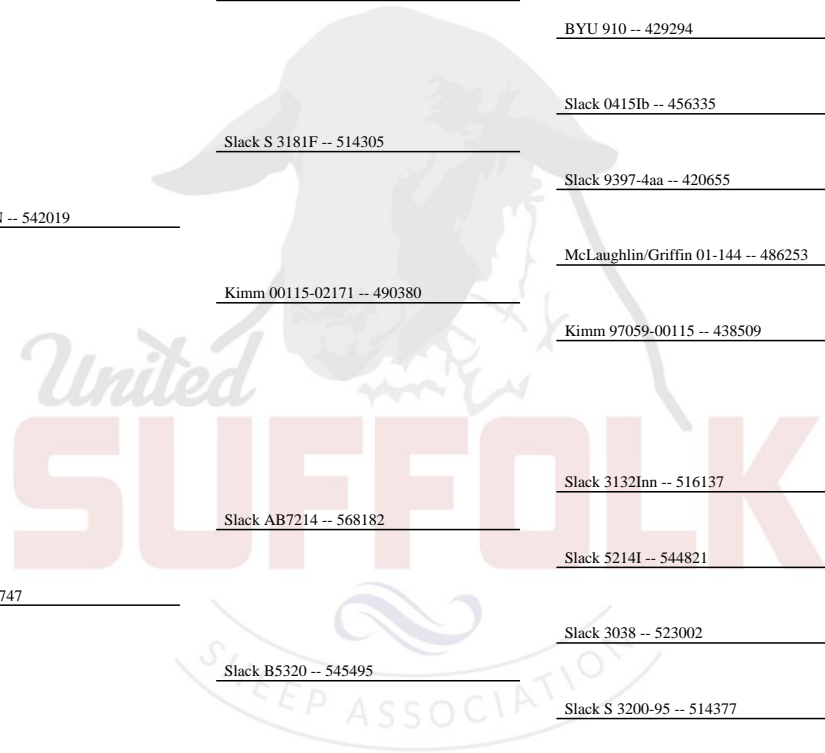 BYU 910 -- 429294
Slack 0415Ib -- 456335
Slack S 3181F -- 514305
Slack 9397-4aa -- 420655
-- 542019
McLaughlin/Griffin 01-144 -- 486253
Kimm 00115-02171 -- 490380
Kimm 97059-00115 -- 438509
United
SUFFOLK
Slack 3132Inn -- 516137
Slack AB7214 -- 568182
Slack 5214I -- 544821
747
Slack 3038 -- 523002
Slack B5320 -- 545495
Slack S 3200-95 -- 514377
SHEEP ASSOCIATION